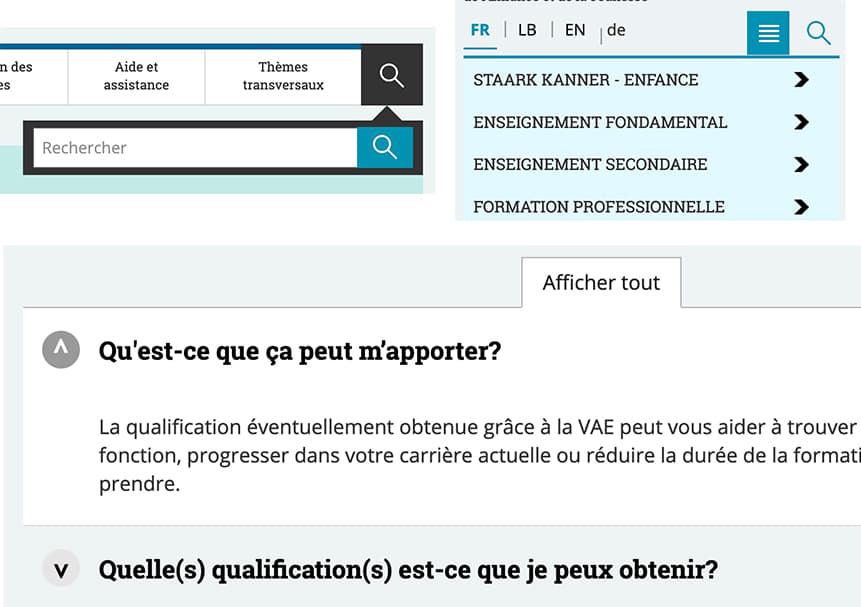 n des
es
Aide et
assistance
Thèmes
transversaux
Rechercher
FR | LB | EN | de
STAARK KANNER - ENFANCE
ENSEIGNEMENT FONDAMENTAL
ENSEIGNEMENT SECONDAIRE
FORMATION PROFESSIONNELLE
Afficher tout
Qu'est-ce que ça peut m’apporter?
La qualification éventuellement obtenue grâce à la VAE peut vous aider à trouver
fonction, progresser dans votre carrière actuelle ou réduire la durée de la formati
prendre.
Quelle(s) qualification(s) est-ce que je peux obtenir?